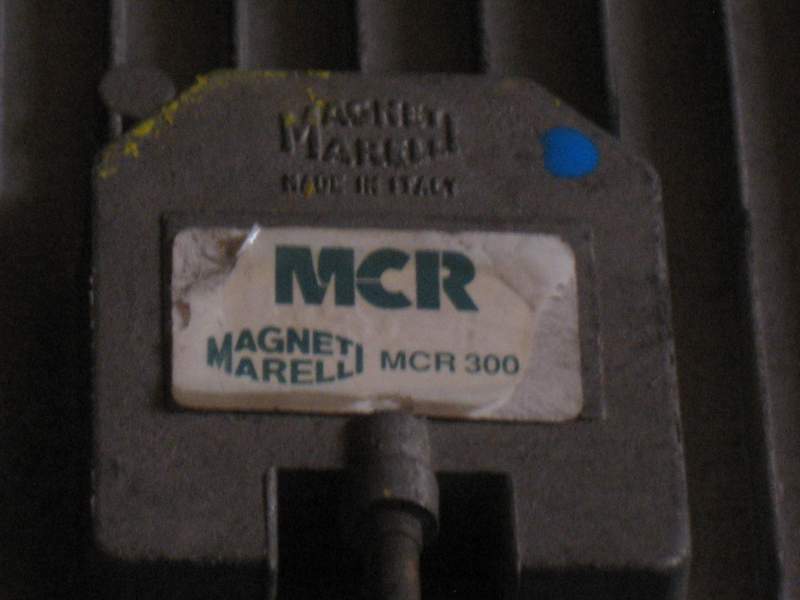 MAGNETI
MARELLI
MADE IN ITALY
MCR
MAGNETI
MARELLI
MCR 300